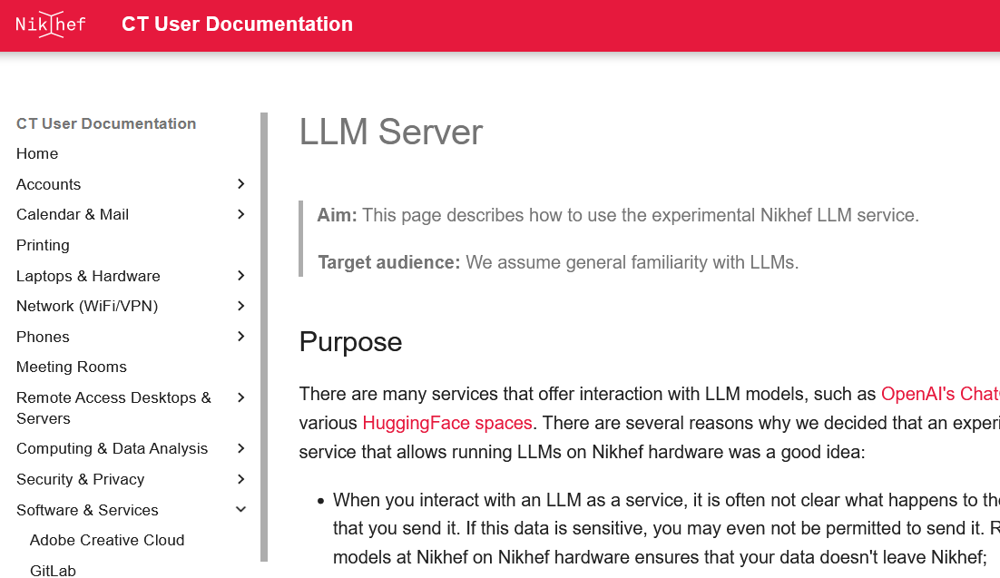 Nikhef
CT User Documentation
CT User Documentation
Home
Accounts
Calendar & Mail
Printing
Laptops & Hardware
Network (WiFi/VPN)
Phones
Meeting Rooms
Remote Access Desktops &
Servers
Computing & Data Analysis
Security & Privacy
Software & Services
Adobe Creative Cloud
GitLab
LLM Server
Aim: This page describes how to use the experimental Nikhef LLM service.
Target audience: We assume general familiarity with LLMs.
Purpose
There are many services that offer interaction with LLM models, such as OpenAI's
various HuggingFace spaces. There are several reasons why we decided that an
service that allows running LLMs on Nikhef hardware was a good idea:
• When you interact with an LLM as a service, it is often not clear what happens to
that you send it. If this data is sensitive, you may even not be permitted to send it.
models at Nikhef on Nikhef hardware ensures that your data doesn't leave Nikhef;